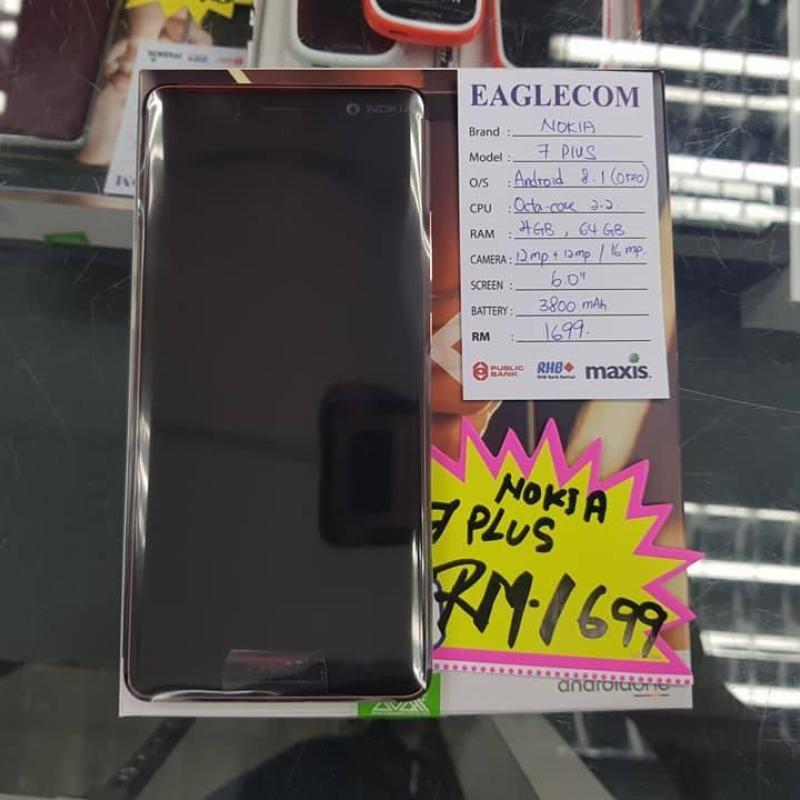 NOKIA
EAGLECOM
Brand : NOKIA
Model : 7 PlUS
O/S : Android 8.1 (OREO)
CPU : Octa-core 2.2.
RAM : 4GB , 64 GB
CAMERA : 12mp + 12mp / 16 mp.
SCREEN : 6.0"
BATTERY : 3800 mAh.
RM : 1699.
PUBLIC BANK
RHB
maxis
NOKIA
7 PLUS
RM.1699
androidone